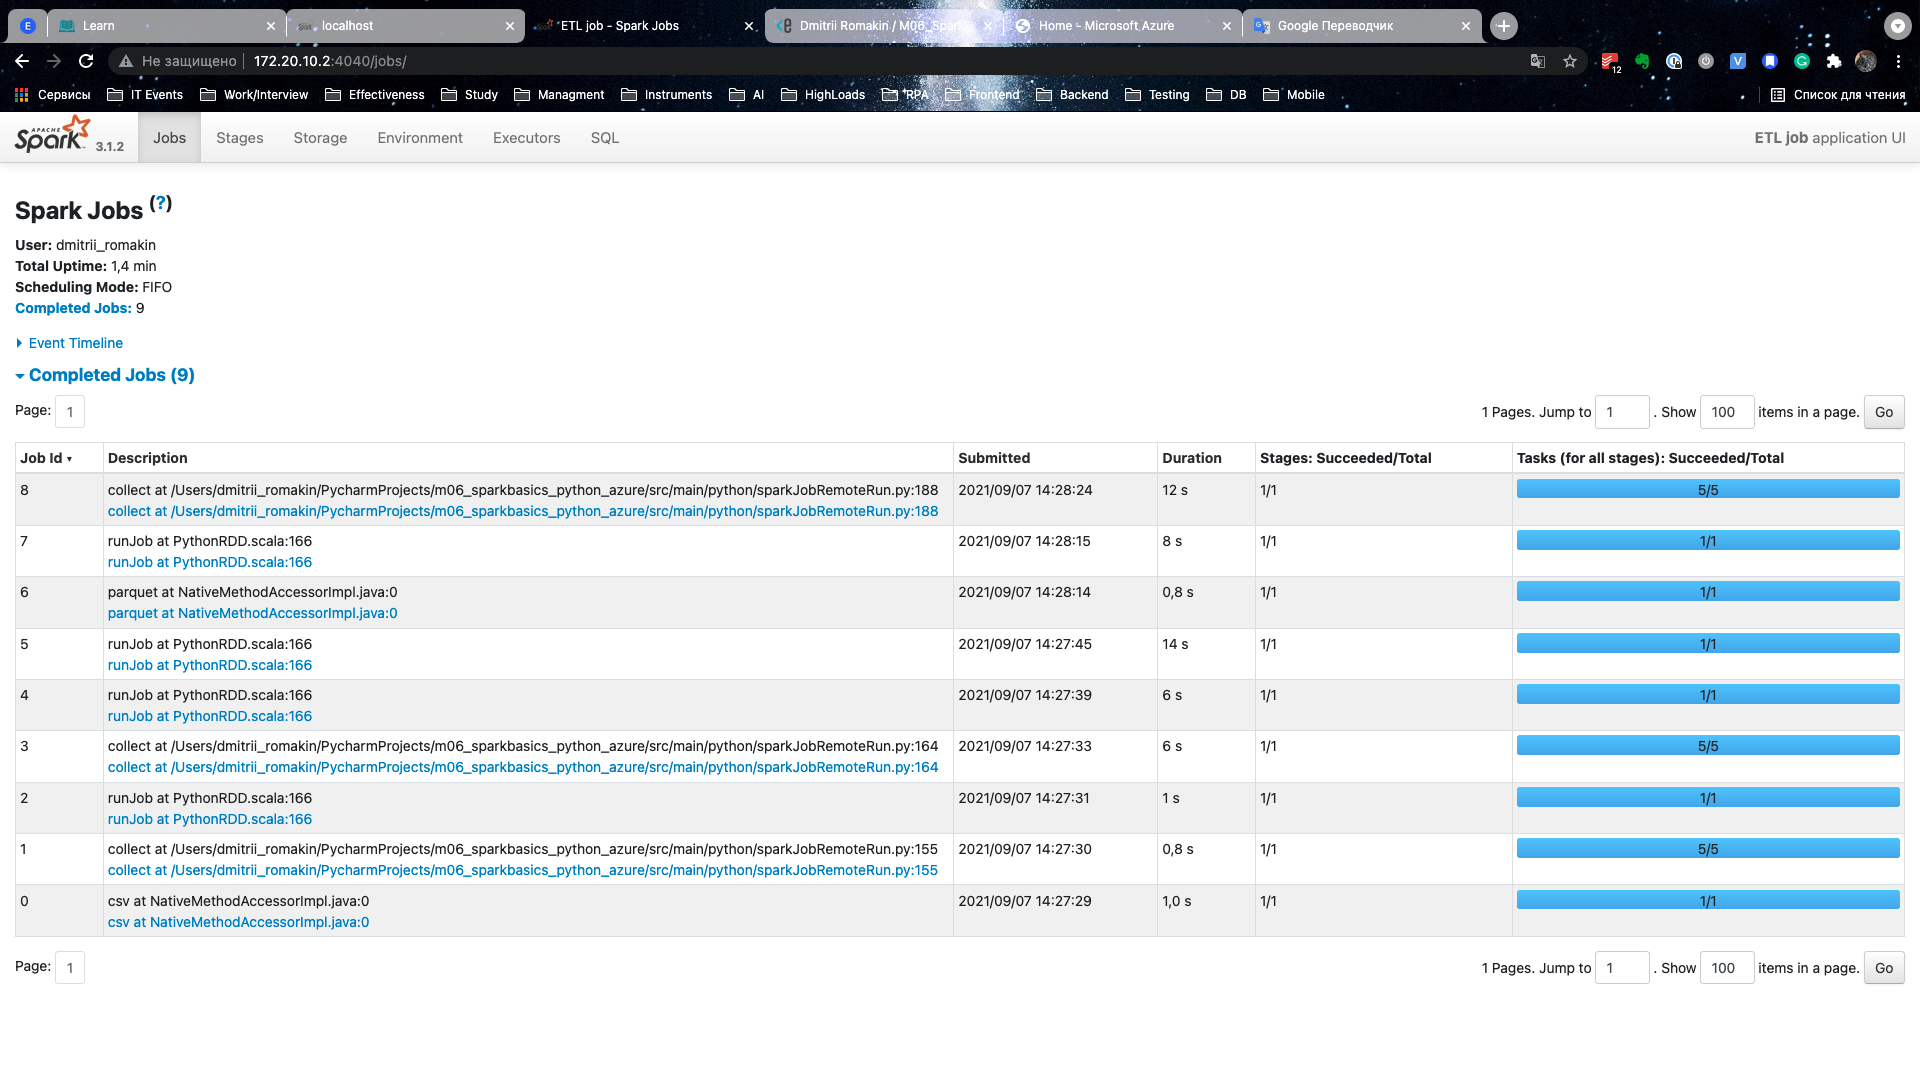 E Learn localhost ETL job - Spark Jobs Dmitrii Romakin / M06_Spark Home - Microsoft Azure Google Переводчик
Не защищено 172.20.10.2:4040/jobs/ 12
Сервисы IT Events Work/Interview Effectiveness Study Managment Instruments AI HighLoads RPA Frontend Backend Testing DB Mobile Список для чтения
APACHE Spark 3.1.2 Jobs Stages Storage Environment Executors SQL ETL job application UI
Spark Jobs (?)
User: dmitrii_romakin
Total Uptime: 1,4 min
Scheduling Mode: FIFO
Completed Jobs: 9
Event Timeline
Completed Jobs (9)
Page: 1 1 Pages. Jump to 1 . Show 100 items in a page. Go
Job Id ▾ Description Submitted Duration Stages: Succeeded/Total Tasks (for all stages): Succeeded/Total
8 collect at /Users/dmitrii_romakin/PycharmProjects/m06_sparkbasics_python_azure/src/main/python/sparkJobRemoteRun.py:188 2021/09/07 14:28:24 12 s 1/1 5/5
collect at /Users/dmitrii_romakin/PycharmProjects/m06_sparkbasics_python_azure/src/main/python/sparkJobRemoteRun.py:188
7 runJob at PythonRDD.scala:166 2021/09/07 14:28:15 8 s 1/1 1/1
runJob at PythonRDD.scala:166
6 parquet at NativeMethodAccessorImpl.java:0 2021/09/07 14:28:14 0,8 s 1/1 1/1
parquet at NativeMethodAccessorImpl.java:0
5 runJob at PythonRDD.scala:166 2021/09/07 14:27:45 14 s 1/1 1/1
runJob at PythonRDD.scala:166
4 runJob at PythonRDD.scala:166 2021/09/07 14:27:39 6 s 1/1 1/1
runJob at PythonRDD.scala:166
3 collect at /Users/dmitrii_romakin/PycharmProjects/m06_sparkbasics_python_azure/src/main/python/sparkJobRemoteRun.py:164 2021/09/07 14:27:33 6 s 1/1 5/5
collect at /Users/dmitrii_romakin/PycharmProjects/m06_sparkbasics_python_azure/src/main/python/sparkJobRemoteRun.py:164
2 runJob at PythonRDD.scala:166 2021/09/07 14:27:31 1 s 1/1 1/1
runJob at PythonRDD.scala:166
1 collect at /Users/dmitrii_romakin/PycharmProjects/m06_sparkbasics_python_azure/src/main/python/sparkJobRemoteRun.py:155 2021/09/07 14:27:30 0,8 s 1/1 5/5
collect at /Users/dmitrii_romakin/PycharmProjects/m06_sparkbasics_python_azure/src/main/python/sparkJobRemoteRun.py:155
0 csv at NativeMethodAccessorImpl.java:0 2021/09/07 14:27:29 1,0 s 1/1 1/1
csv at NativeMethodAccessorImpl.java:0
Page: 1 1 Pages. Jump to 1 . Show 100 items in a page. Go